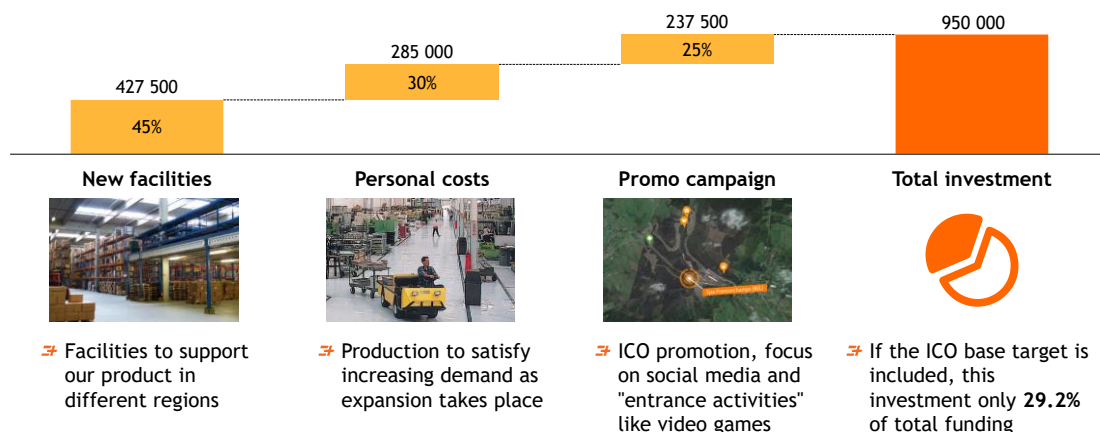 237 500
950 000
285 000
25%
427 500
30%
45%
New facilities
Personal costs
Promo campaign
Total investment
Facilities to support
our product in
different regions
Production to satisfy
increasing demand as
expansion takes place
ICO promotion, focus
on social media and
"entrance activities"
like video games
If the ICO base target is
included, this
investment only 29.2%
of total funding